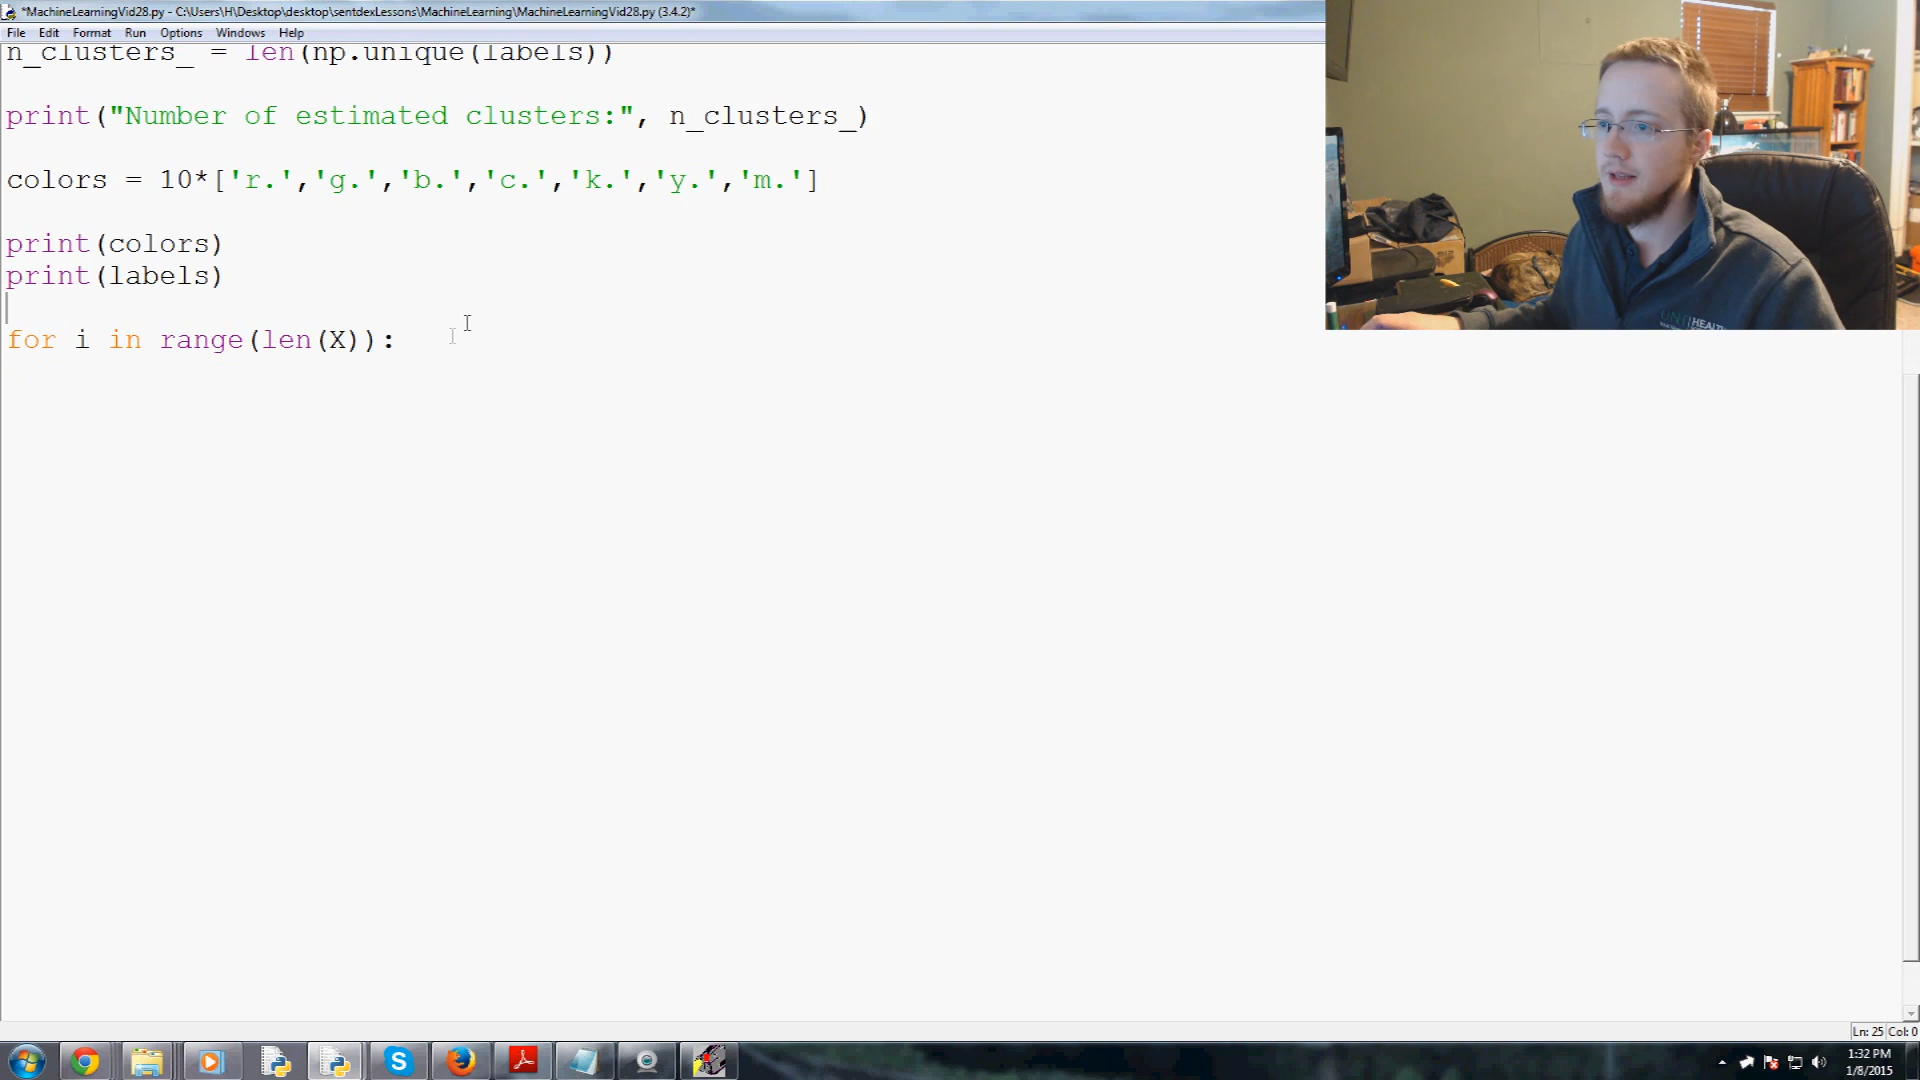 *MachineLearningVid28.py - C:\Users\H\Desktop\desktop\sentdexLessons\MachineLearning\MachineLearningVid28.py (3.4.2)*
File Edit Format Run Options Windows Help
n_clusters_ = len(np.unique(labels))
print("Number of estimated clusters:", n_clusters_)
colors = 10*['r.','g.','b.','c.','k.','y.','m.']
print(colors)
print(labels)
for i in range(len(X)):
Ln: 25 Col: 0
1:32 PM
1/8/2015